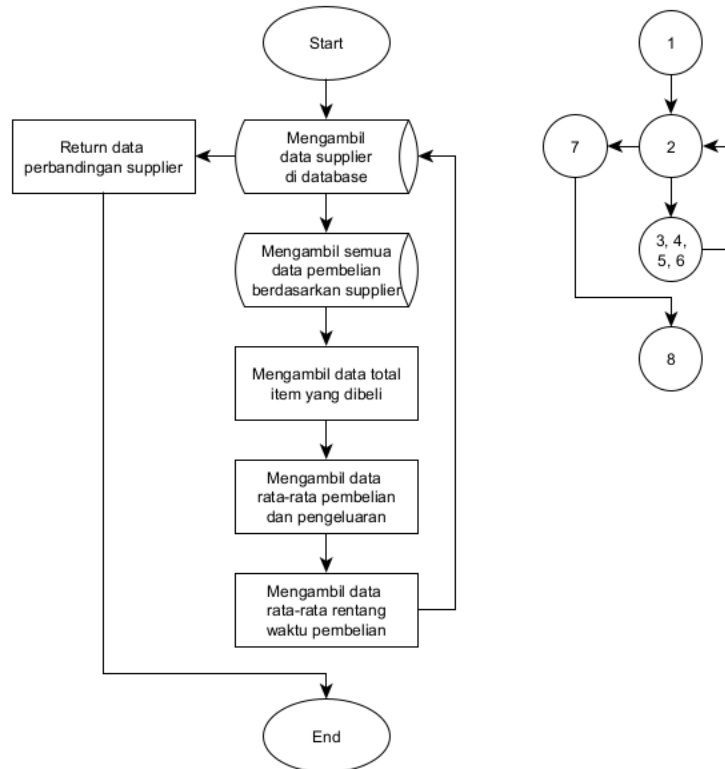 Start
Mengambil
data supplier
di database
Return data
perbandingan supplier
Mengambil semua
data pembelian
berdasarkan supplier
Mengambil data total
item yang dibeli
Mengambil data
rata-rata pembelian
dan pengeluaran
Mengambil data
rata-rata rentang
waktu pembelian
End
1
7
2
3, 4,
5, 6
8